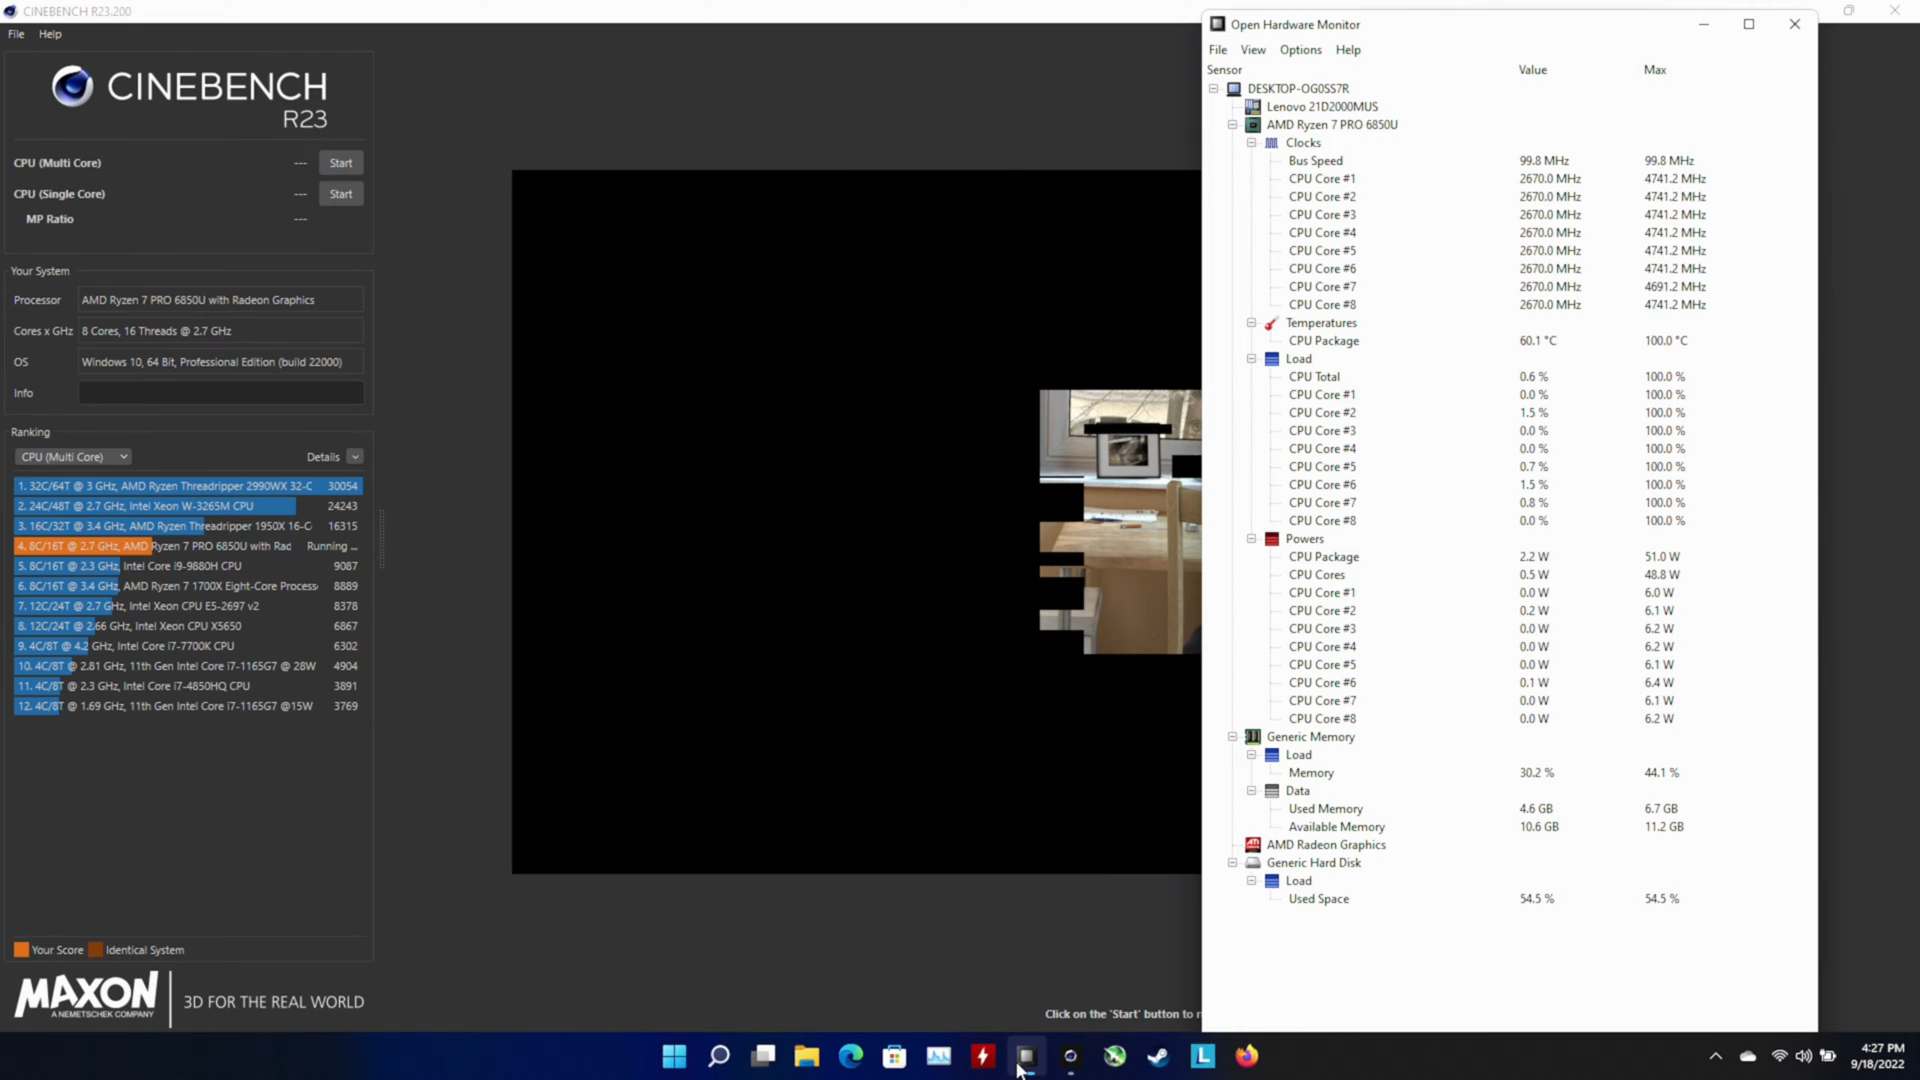 CINEBENCH R23.200
File Help
CINEBENCH
R23
CPU (Multi Core) --- Start
CPU (Single Core) --- Start
MP Ratio ---
Your System
Processor AMD Ryzen 7 PRO 6850U with Radeon Graphics
Cores x GHz 8 Cores, 16 Threads @ 2.7 GHz
OS Windows 10, 64 Bit, Professional Edition (build 22000)
Info
Ranking
CPU (Multi Core) Details
1. 32C/64T @ 3 GHz, AMD Ryzen Threadripper 2990WX 32-C 30054
2. 24C/48T @ 2.7 GHz, Intel Xeon W-3265M CPU 24243
3. 16C/32T @ 3.4 GHz, AMD Ryzen Threadripper 1950X 16-C 16315
4. 8C/16T @ 2.7 GHz, AMD Ryzen 7 PRO 6850U with Rad Running ...
5. 8C/16T @ 2.3 GHz, Intel Core i9-9880H CPU 9087
6. 8C/16T @ 3.4 GHz, AMD Ryzen 7 1700X Eight-Core Process 8889
7. 12C/24T @ 2.7 GHz, Intel Xeon CPU E5-2697 v2 8378
8. 12C/24T @ 2.66 GHz, Intel Xeon CPU X5650 6867
9. 4C/8T @ 4.2 GHz, Intel Core i7-7700K CPU 6302
10. 4C/8T @ 2.81 GHz, 11th Gen Intel Core i7-1165G7 @ 28W 4904
11. 4C/8T @ 2.3 GHz, Intel Core i7-4850HQ CPU 3891
12. 4C/8T @ 1.69 GHz, 11th Gen Intel Core i7-1165G7 @15W 3769
Your Score Identical System
MAXON
A NEMETSCHEK COMPANY
3D FOR THE REAL WORLD
Click on the 'Start' button to r
Open Hardware Monitor
File View Options Help
Sensor Value Max
DESKTOP-OG0SS7R
Lenovo 21D2000MUS
AMD Ryzen 7 PRO 6850U
Clocks
Bus Speed 99.8 MHz 99.8 MHz
CPU Core #1 2670.0 MHz 4741.2 MHz
CPU Core #2 2670.0 MHz 4741.2 MHz
CPU Core #3 2670.0 MHz 4741.2 MHz
CPU Core #4 2670.0 MHz 4741.2 MHz
CPU Core #5 2670.0 MHz 4741.2 MHz
CPU Core #6 2670.0 MHz 4741.2 MHz
CPU Core #7 2670.0 MHz 4691.2 MHz
CPU Core #8 2670.0 MHz 4741.2 MHz
Temperatures
CPU Package 60.1 °C 100.0 °C
Load
CPU Total 0.6 % 100.0 %
CPU Core #1 0.0 % 100.0 %
CPU Core #2 1.5 % 100.0 %
CPU Core #3 0.0 % 100.0 %
CPU Core #4 0.0 % 100.0 %
CPU Core #5 0.7 % 100.0 %
CPU Core #6 1.5 % 100.0 %
CPU Core #7 0.8 % 100.0 %
CPU Core #8 0.0 % 100.0 %
Powers
CPU Package 2.2 W 51.0 W
CPU Cores 0.5 W 48.8 W
CPU Core #1 0.0 W 6.0 W
CPU Core #2 0.2 W 6.1 W
CPU Core #3 0.0 W 6.2 W
CPU Core #4 0.0 W 6.2 W
CPU Core #5 0.0 W 6.1 W
CPU Core #6 0.1 W 6.4 W
CPU Core #7 0.0 W 6.1 W
CPU Core #8 0.0 W 6.2 W
Generic Memory
Load
Memory 30.2 % 44.1 %
Data
Used Memory 4.6 GB 6.7 GB
Available Memory 10.6 GB 11.2 GB
ATI AMD Radeon Graphics
Generic Hard Disk
Load
Used Space 54.5 % 54.5 %
L
4:27 PM
9/18/2022